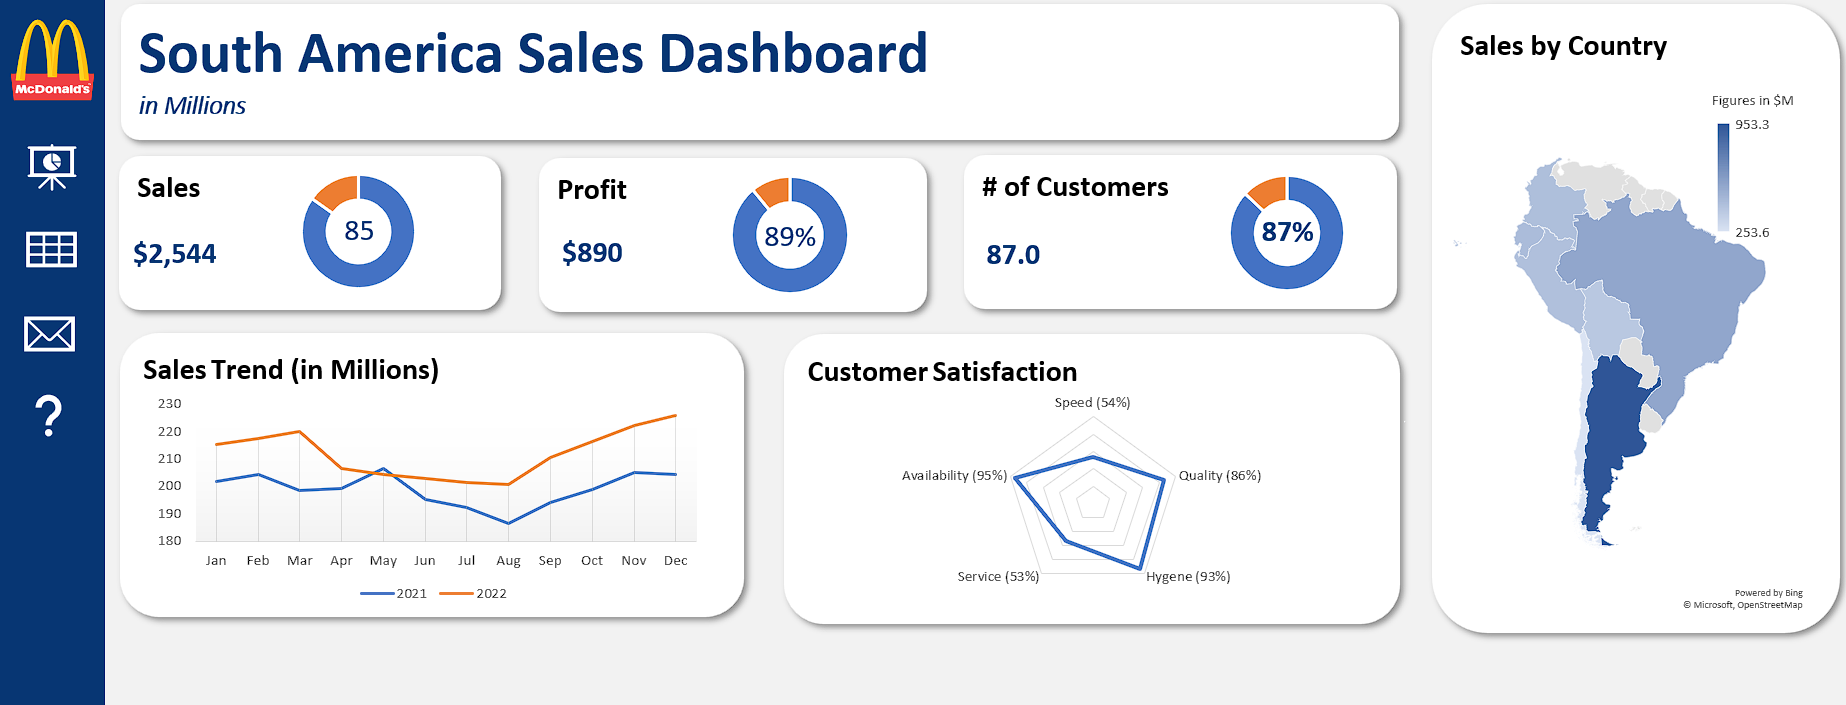 McDonald's
South America Sales Dashboard
in Millions
Sales
$2,544
85
Profit
$890
89%
# of Customers
87.0
87%
Sales Trend (in Millions)
230
220
210
200
190
180
Jan Feb Mar Apr May Jun Jul Aug Sep Oct Nov Dec
2021 2022
Customer Satisfaction
Speed (54%)
Availability (95%)
Quality (86%)
Service (53%)
Hygene (93%)
Sales by Country
Figures in $M
953.3
253.6
Powered by Bing
© Microsoft, OpenStreetMap